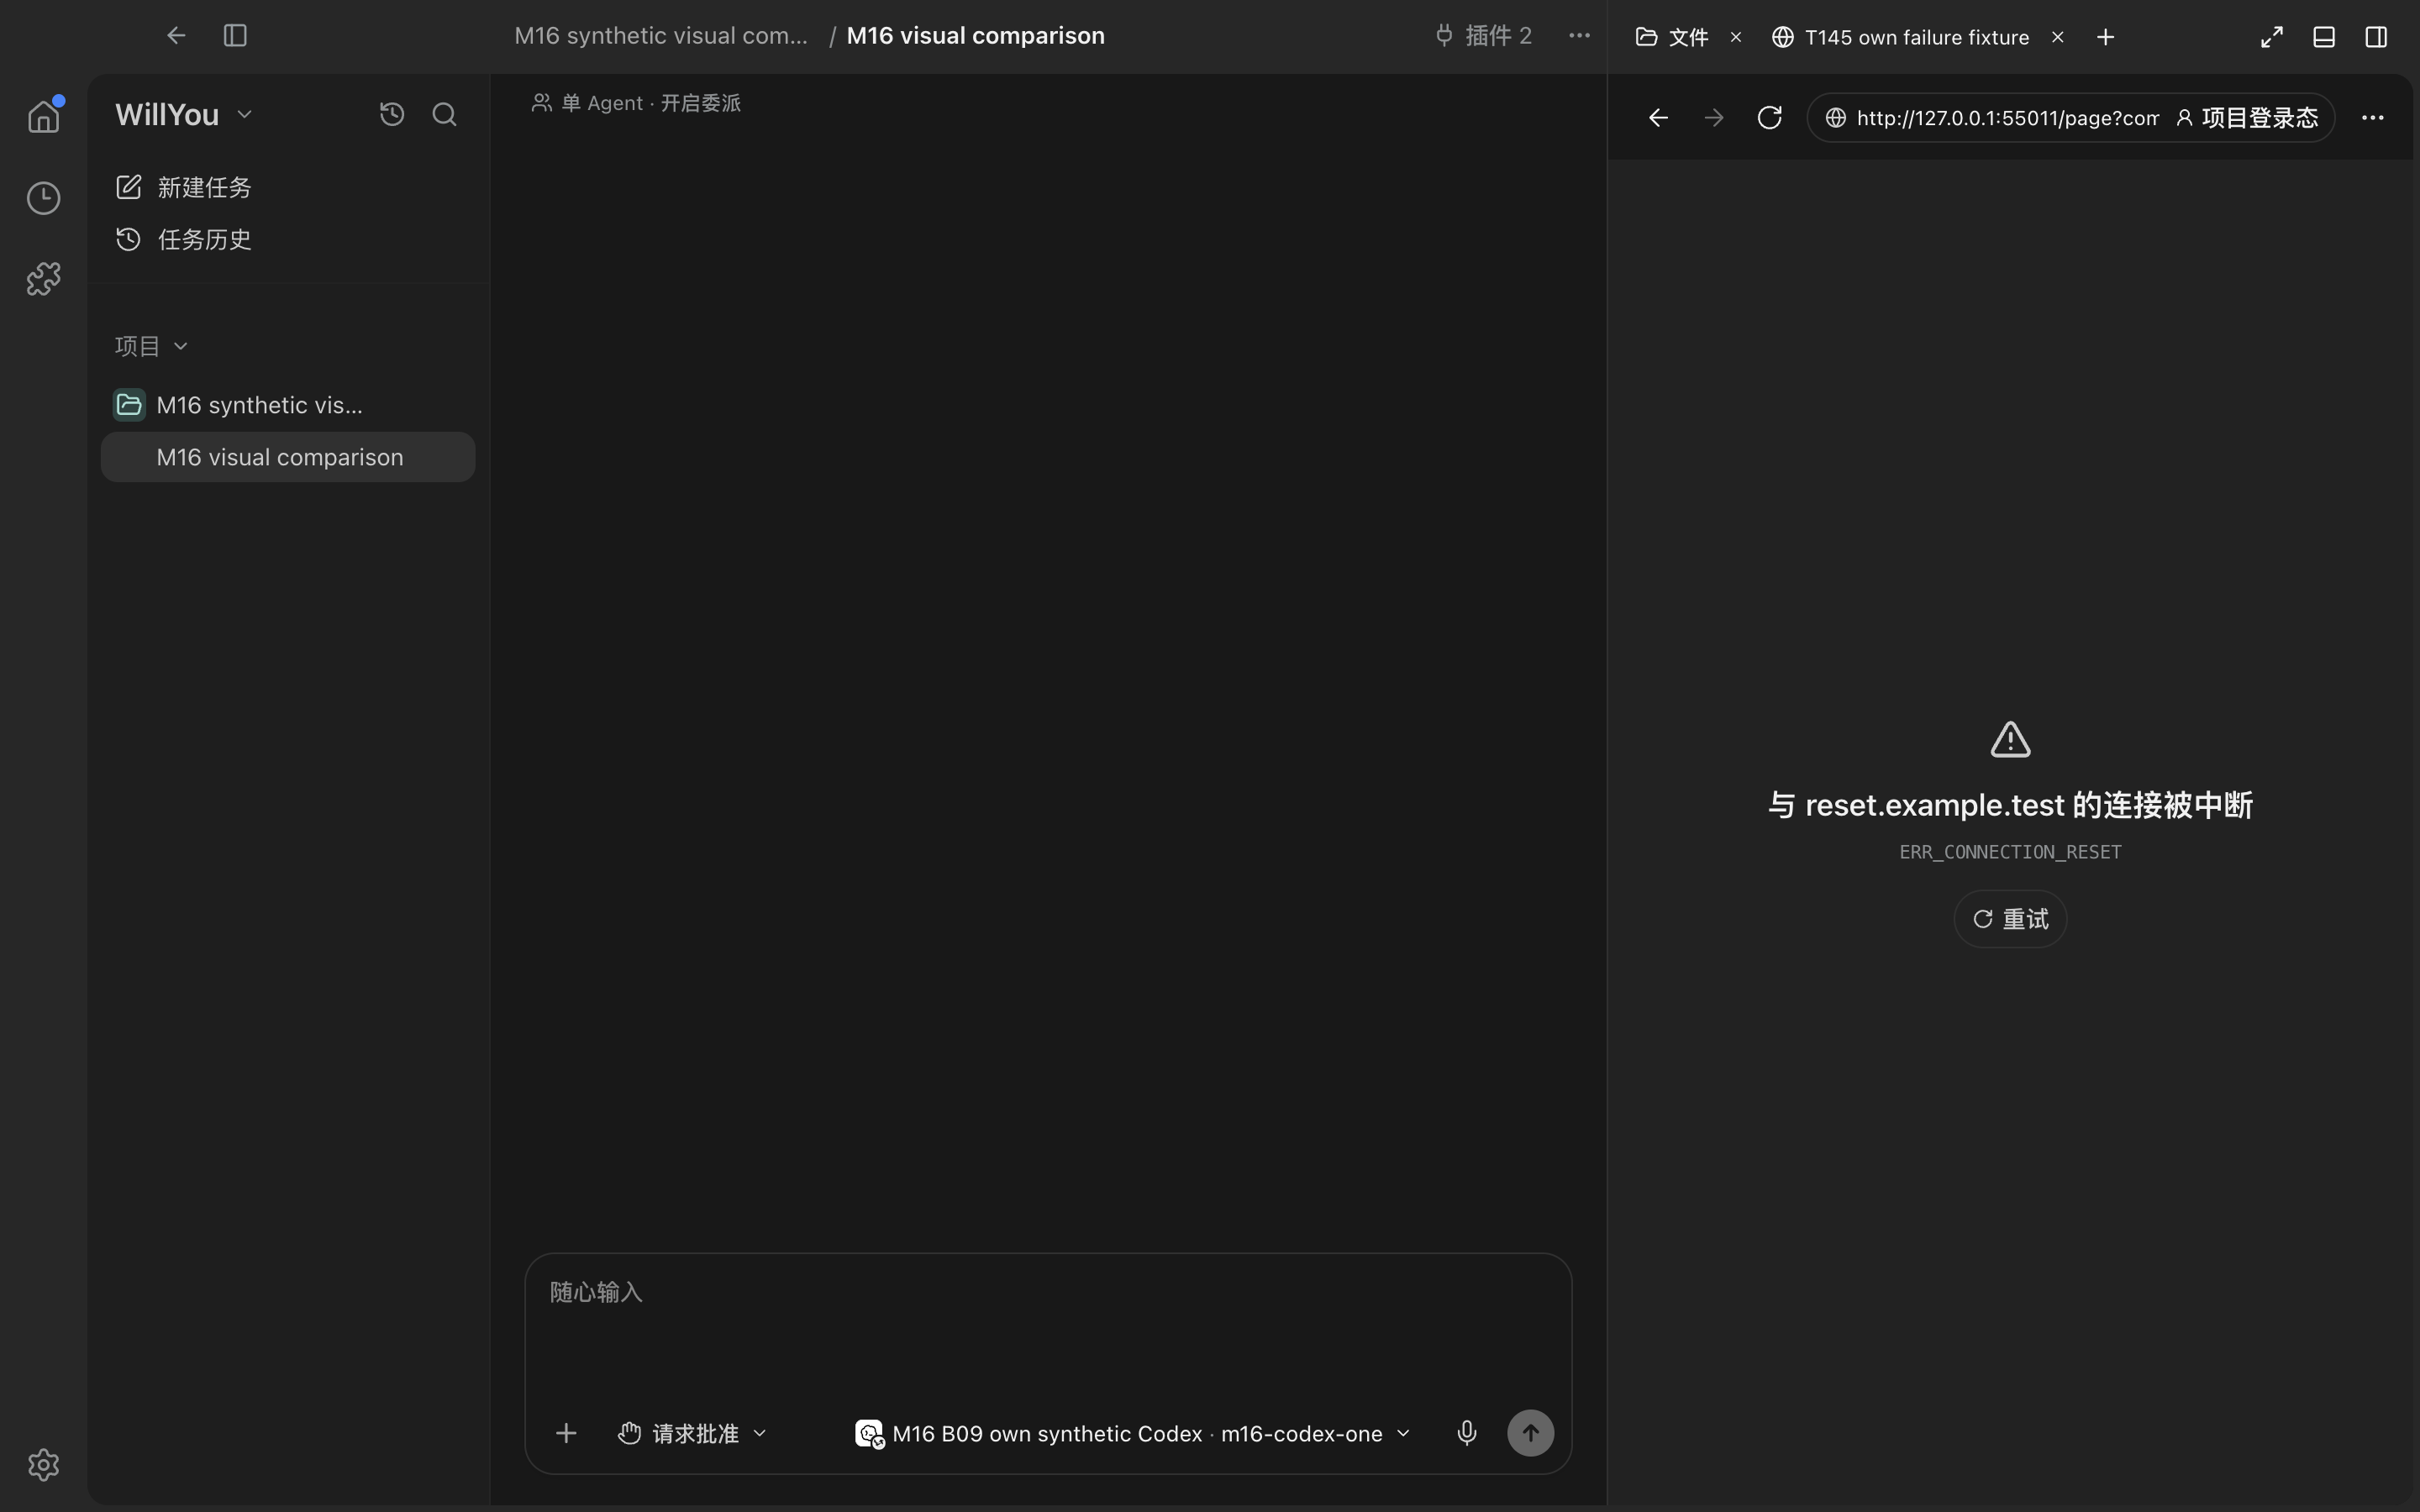 M16 synthetic visual com... / M16 visual comparison
插件 2
文件
T145 own failure fixture
WillYou
单 Agent · 开启委派
http://127.0.0.1:55011/page?com
项目登录态
新建任务
任务历史
项目
M16 synthetic vis...
M16 visual comparison
与 reset.example.test 的连接被中断
ERR_CONNECTION_RESET
重试
随心输入
请求批准
M16 B09 own synthetic Codex · m16-codex-one